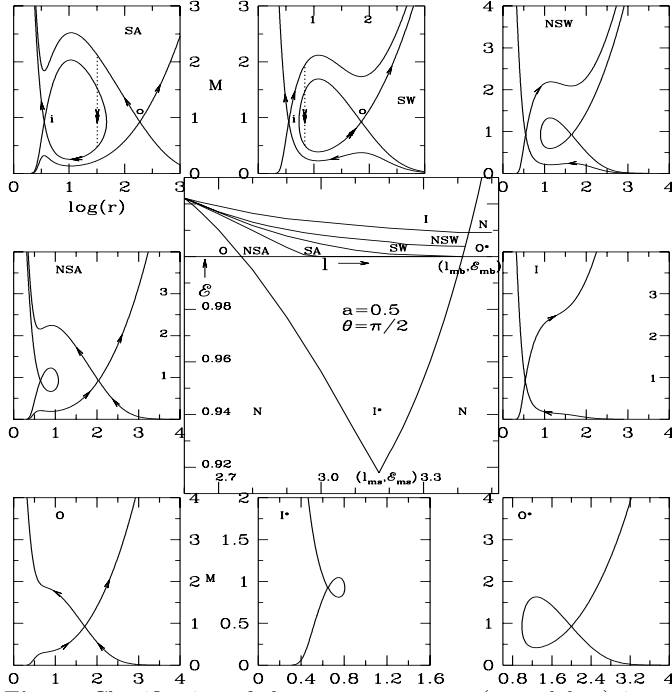 SA
i
o
3
2
1
0
M
0 1 2 3
log(r)
1 2
SW
i
o
3
2
1
0
NSW
4
3
2
1
0
0 1 2 3 4
NSA
3
2
1
0 1 2 3 4
I
N
NSW
O*
SW
SA
NSA
O
l
(l_mb, ℰ_mb)
ℰ
0.98
0.96
0.94
0.92
a=0.5
θ=π/2
N
I*
N
2.7 3.0 (l_ms, ℰ_ms) 3.3
I
3
2
1
0 1 2 3 4
O
4
3
2
1
0
M
0 1 2 3 4
I*
2
1.5
1
0.5
0
0 0.4 0.8 1.2 1.6
O*
4
3
2
1
0
0.8 1.6 2.4 3.2 4